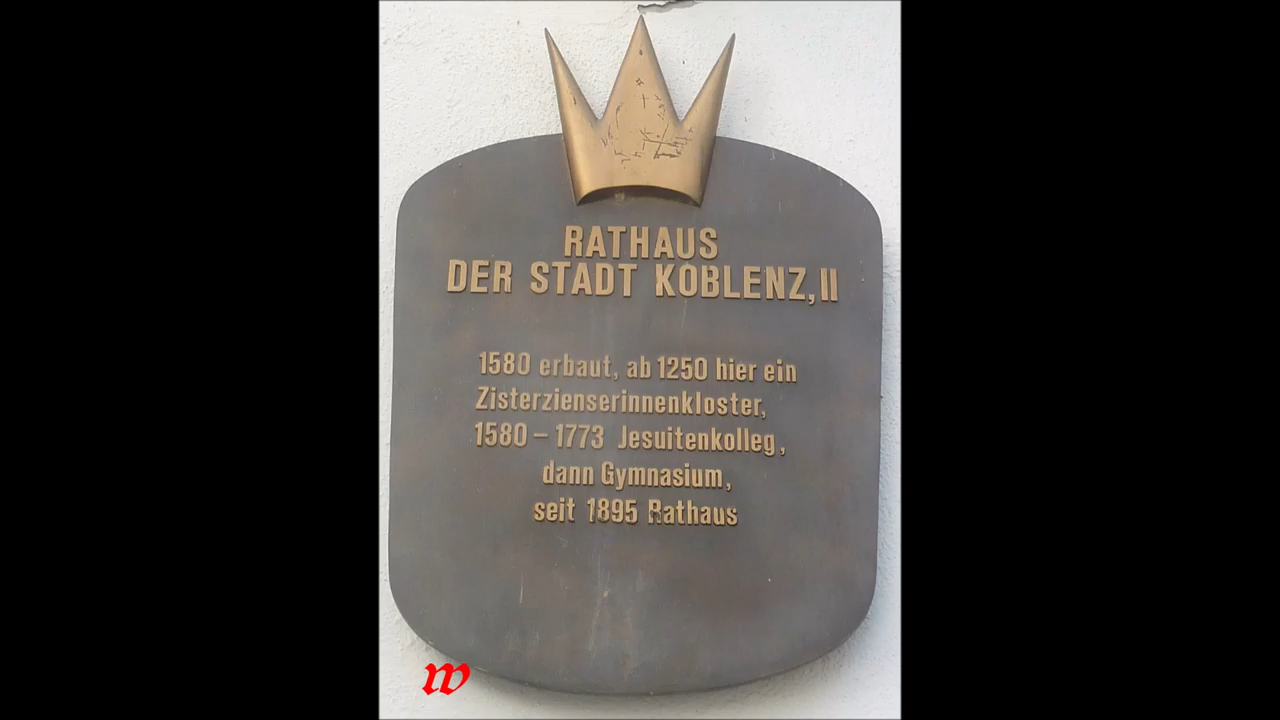 RATHAUS
DER STADT KOBLENZ, II
1580 erbaut, ab 1250 hier ein
Zisterzienserinnenkloster,
1580 – 1773 Jesuitenkolleg,
dann Gymnasium,
seit 1895 Rathaus
w